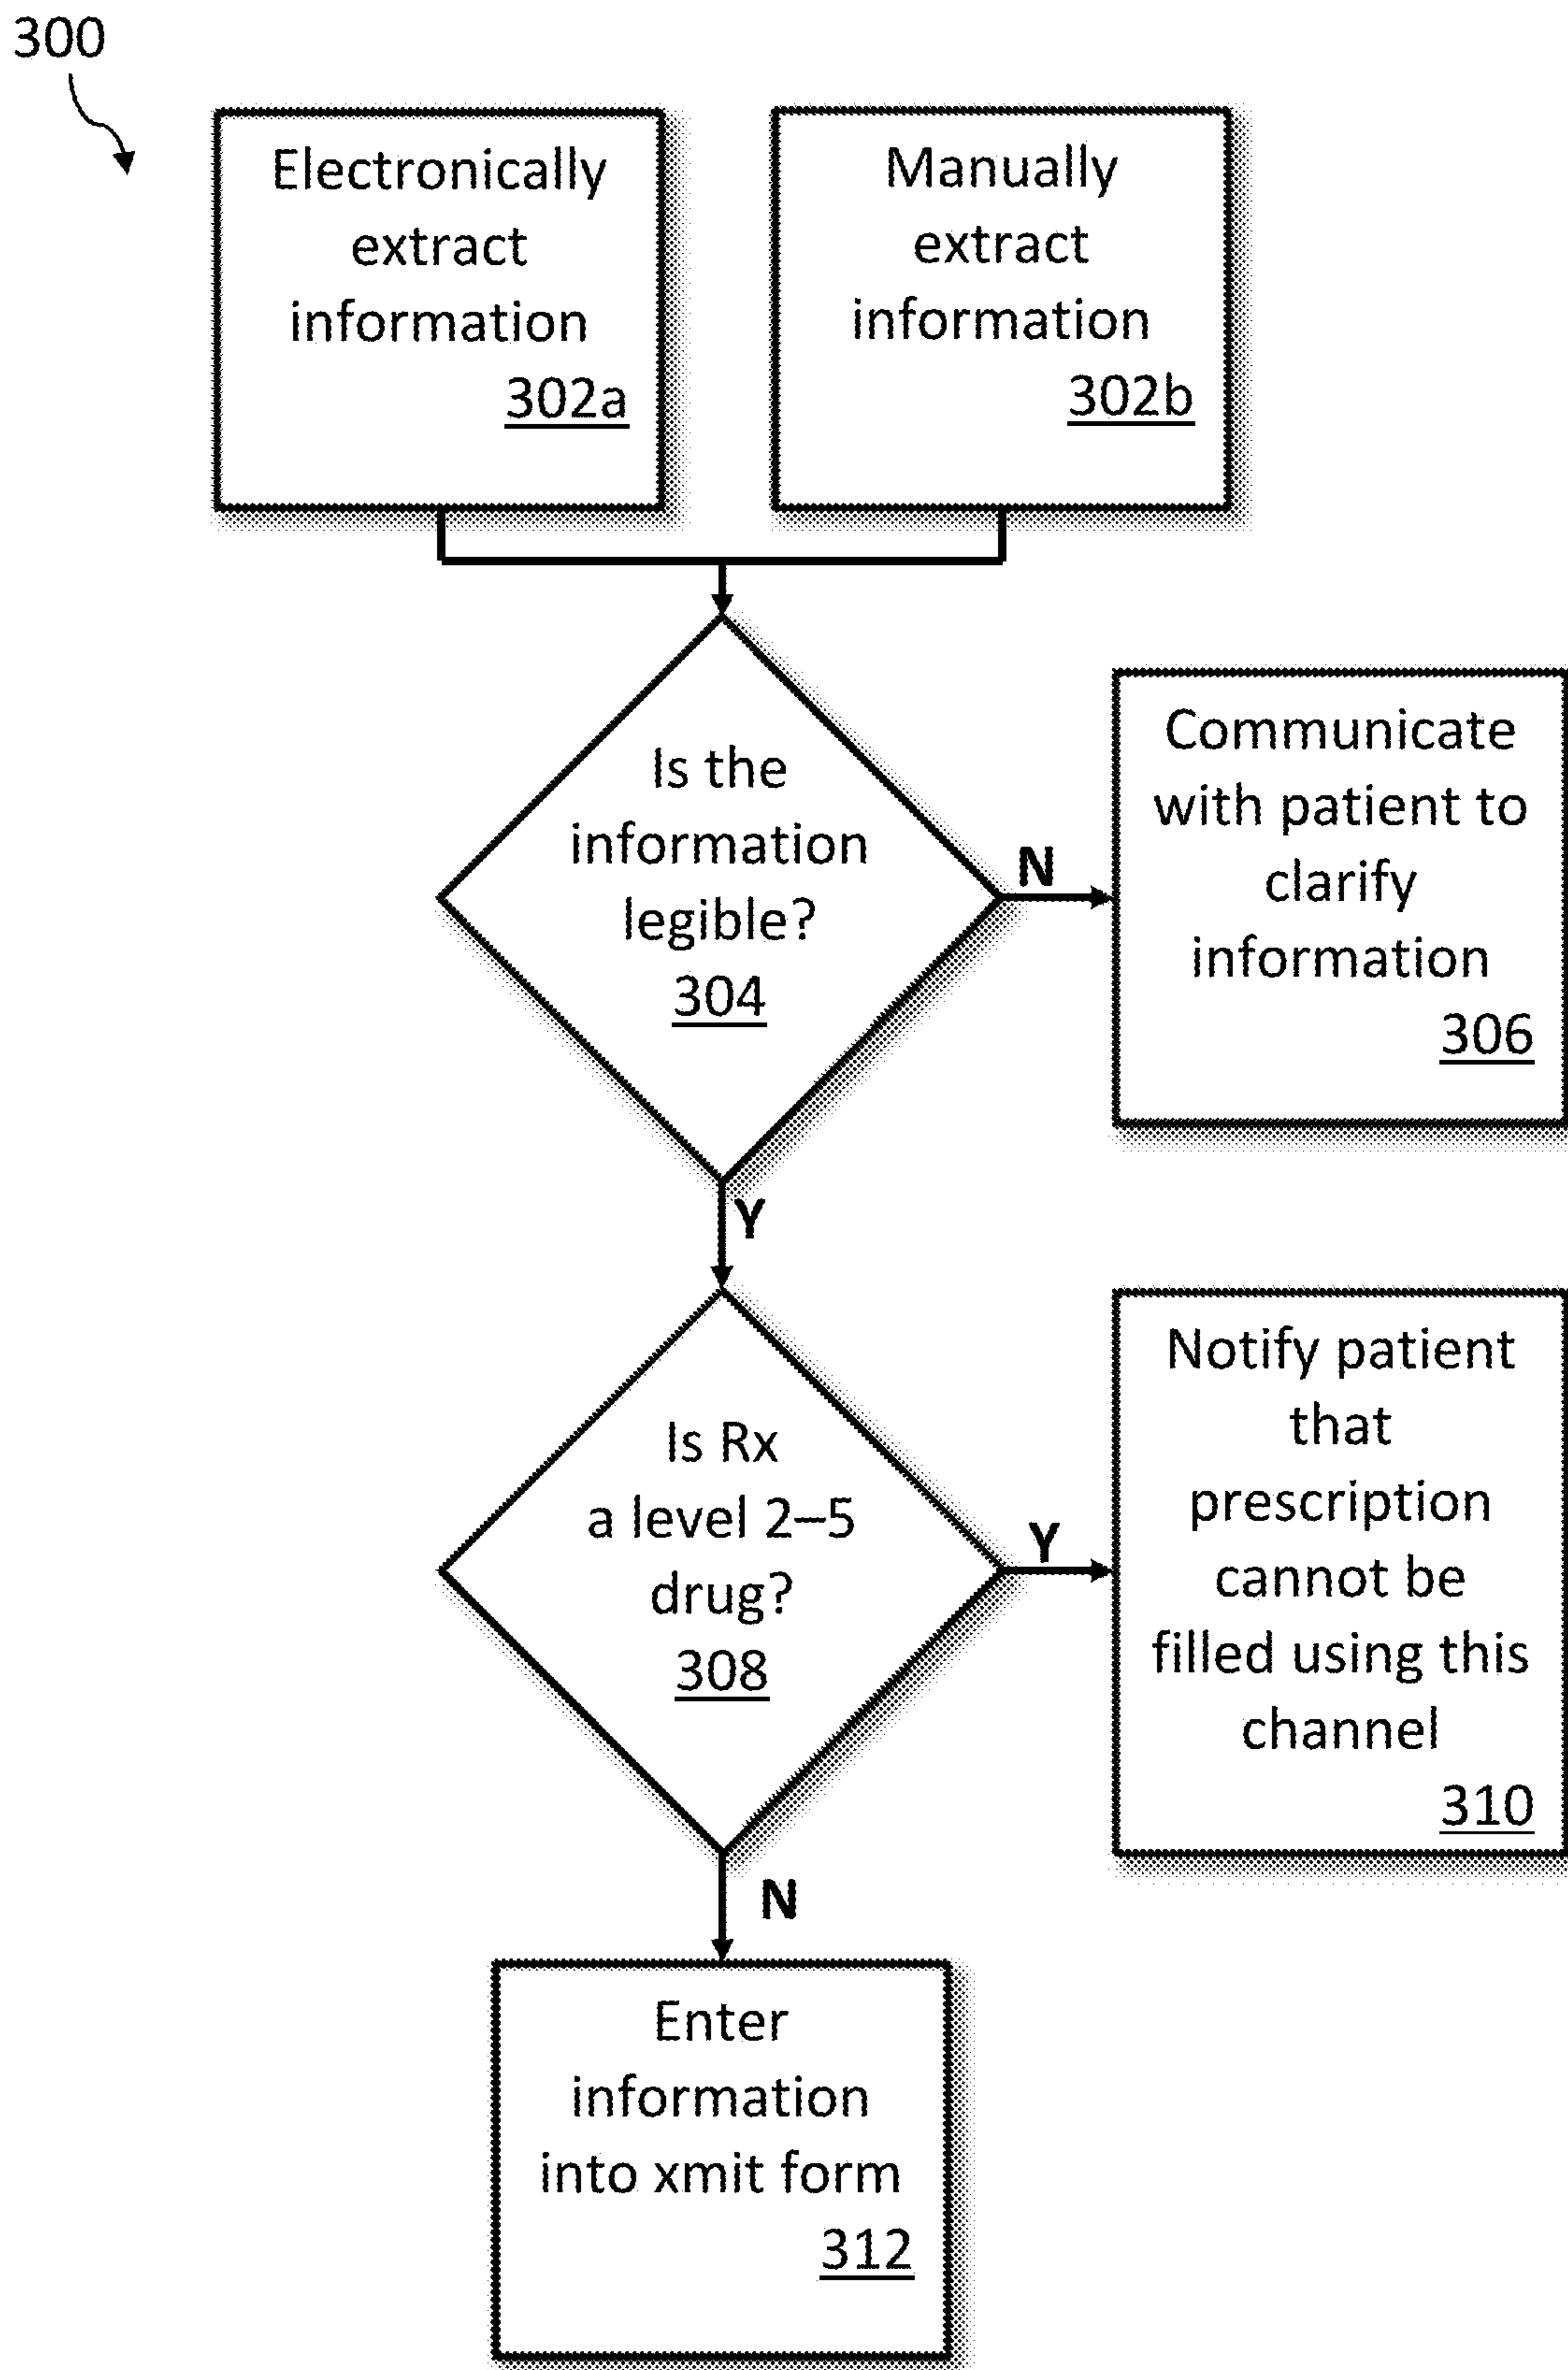 300
Electronically
extract
information
302a
Manually
extract
information
302b
Is the
information
legible?
304
N
Communicate
with patient to
clarify
information
306
Y
Is Rx
a level 2–5
drug?
308
Y
Notify patient
that
prescription
cannot be
filled using this
channel
310
N
Enter
information
into xmit form
312